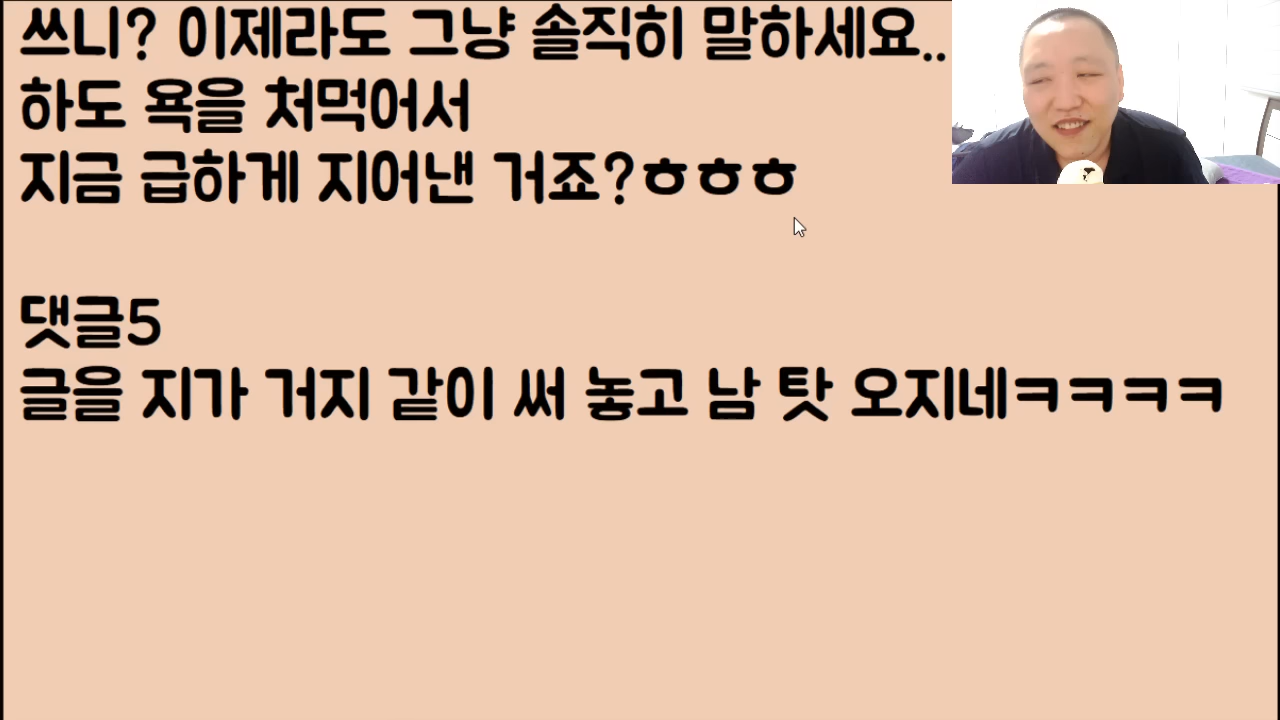 쓰니? 이제라도 그냥 솔직히 말하세요..
하도 욕을 처먹어서
지금 급하게 지어낸 거죠?ㅎㅎㅎ
댓글5
글을 지가 거지 같이 써 놓고 남 탓 오지네ㅋㅋㅋㅋ